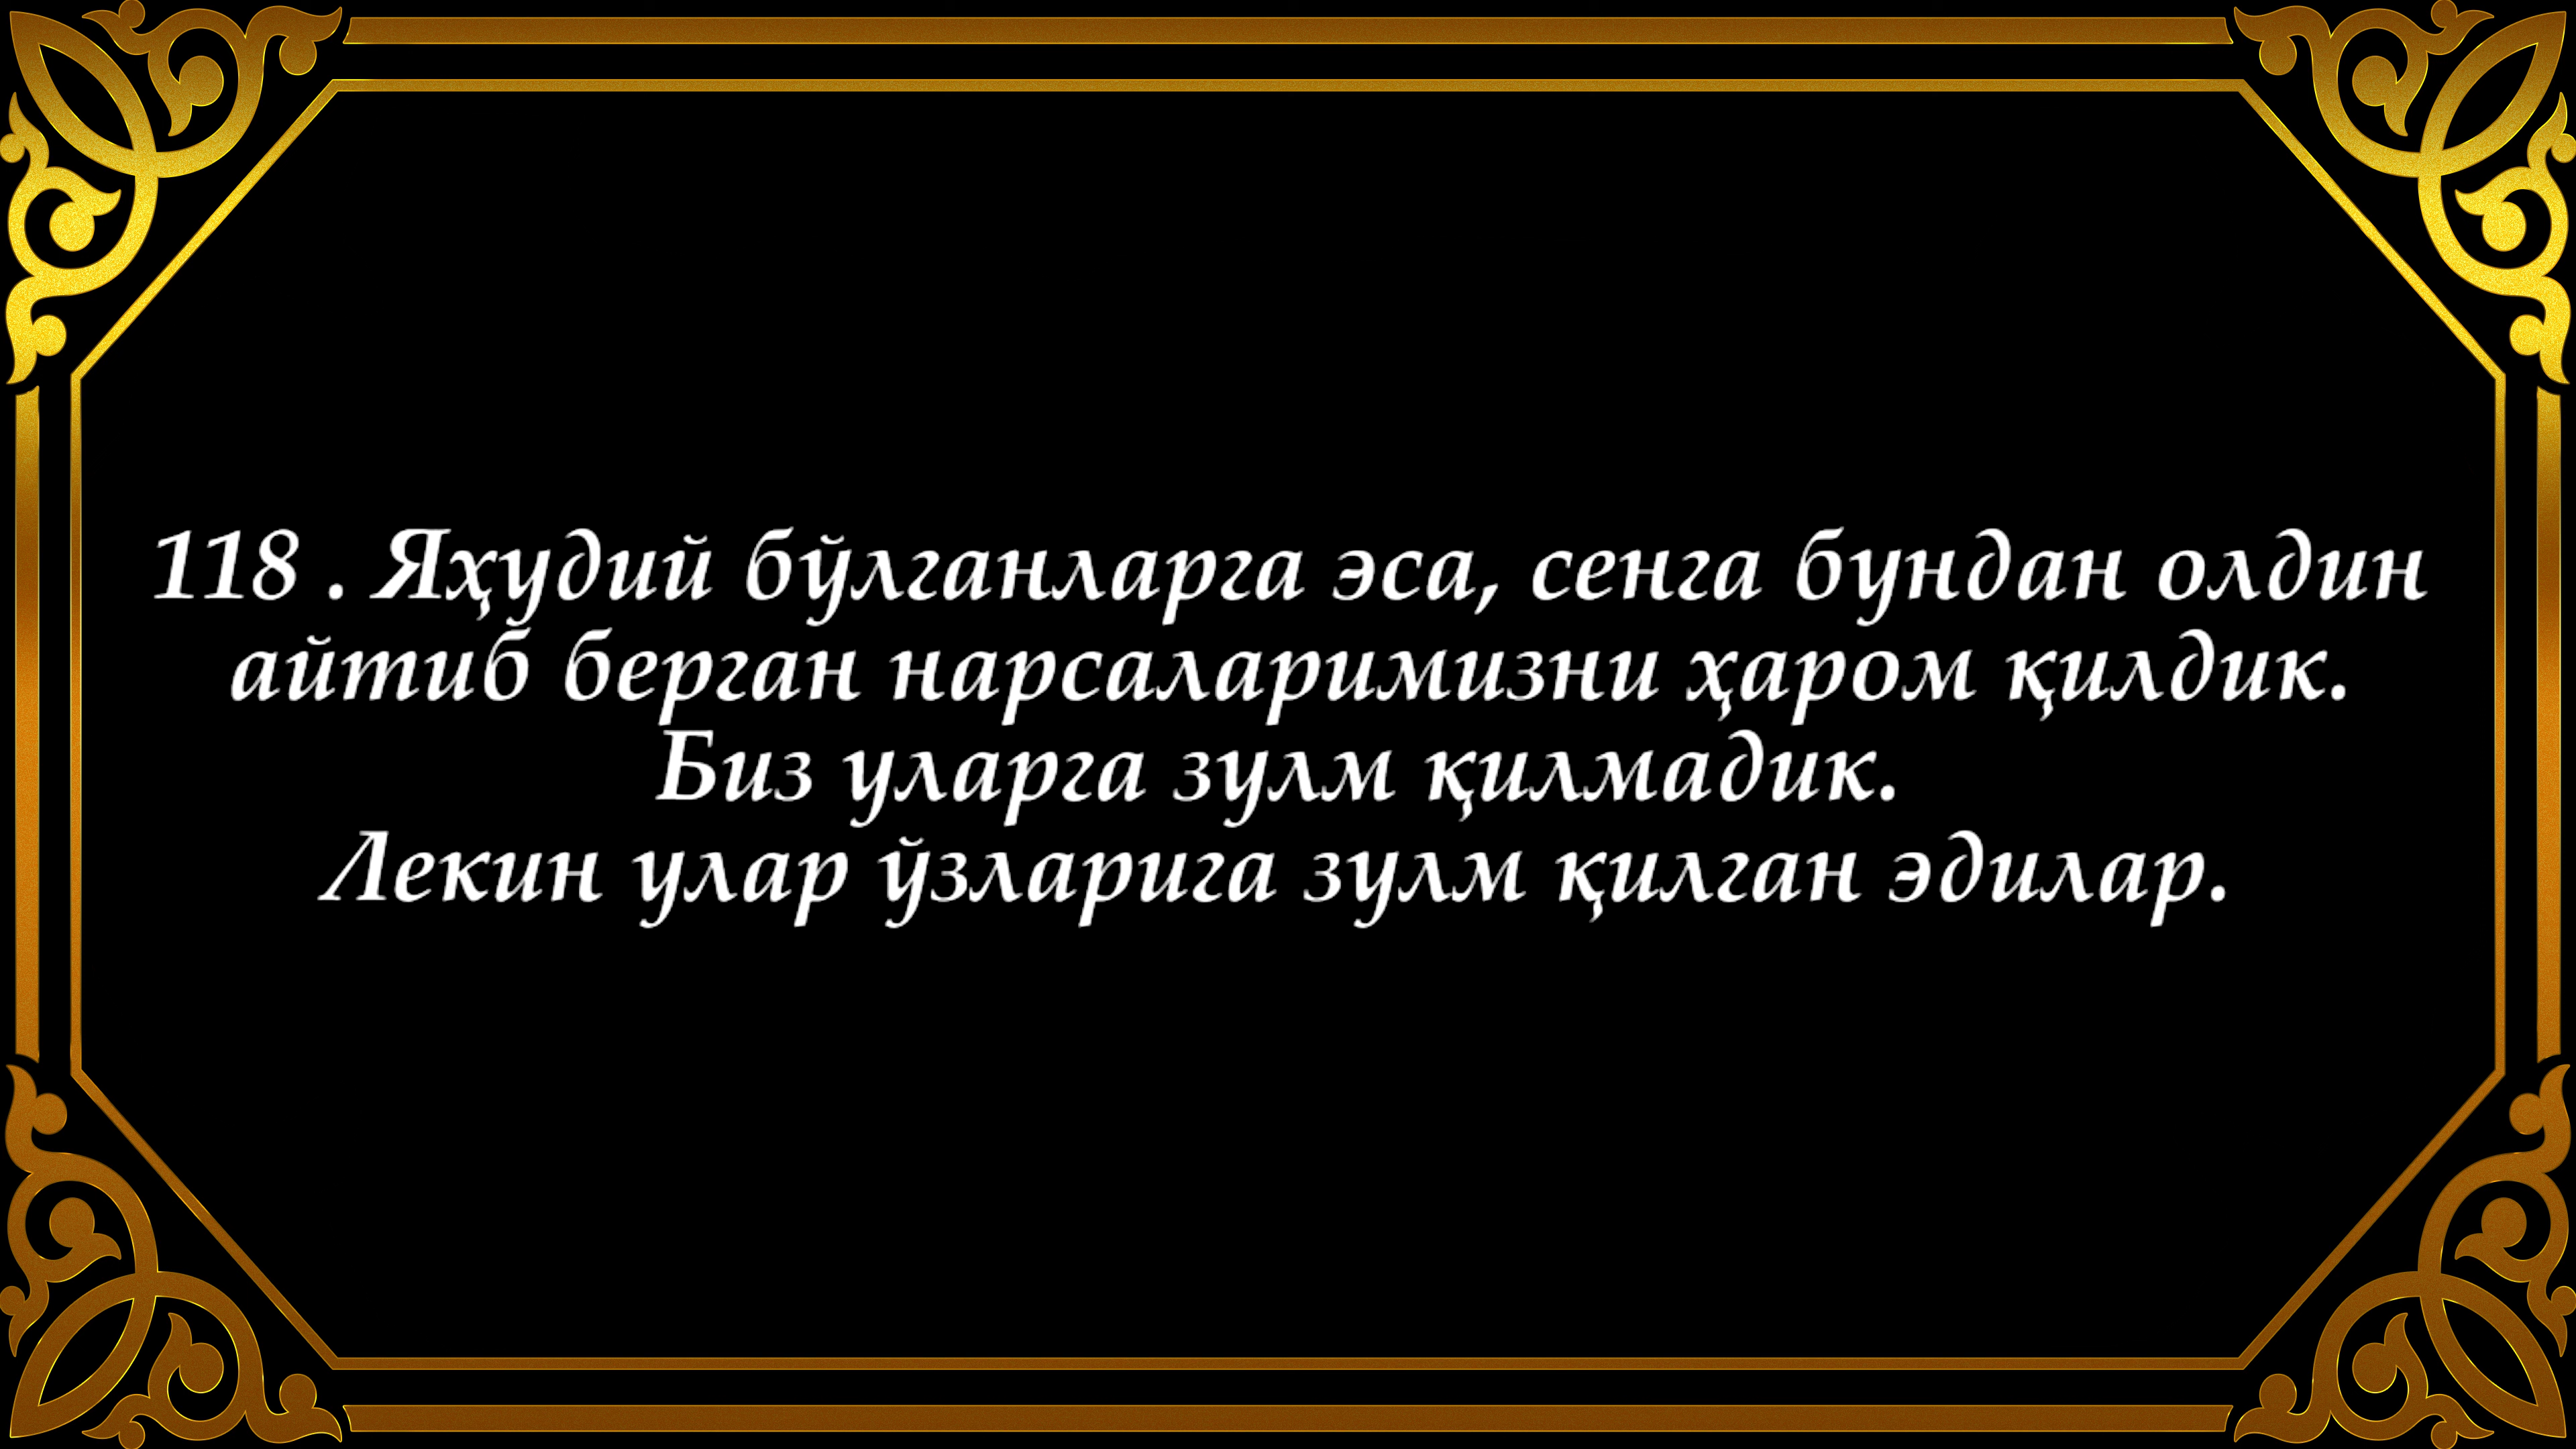 118 . Яҳудий бўлганларга эса, сенга бундан олдин
айтиб берган нарсаларимизни ҳаром қилдик.
Биз уларга зулм қилмадик.
Лекин улар ўзларига зулм қилган эдилар.